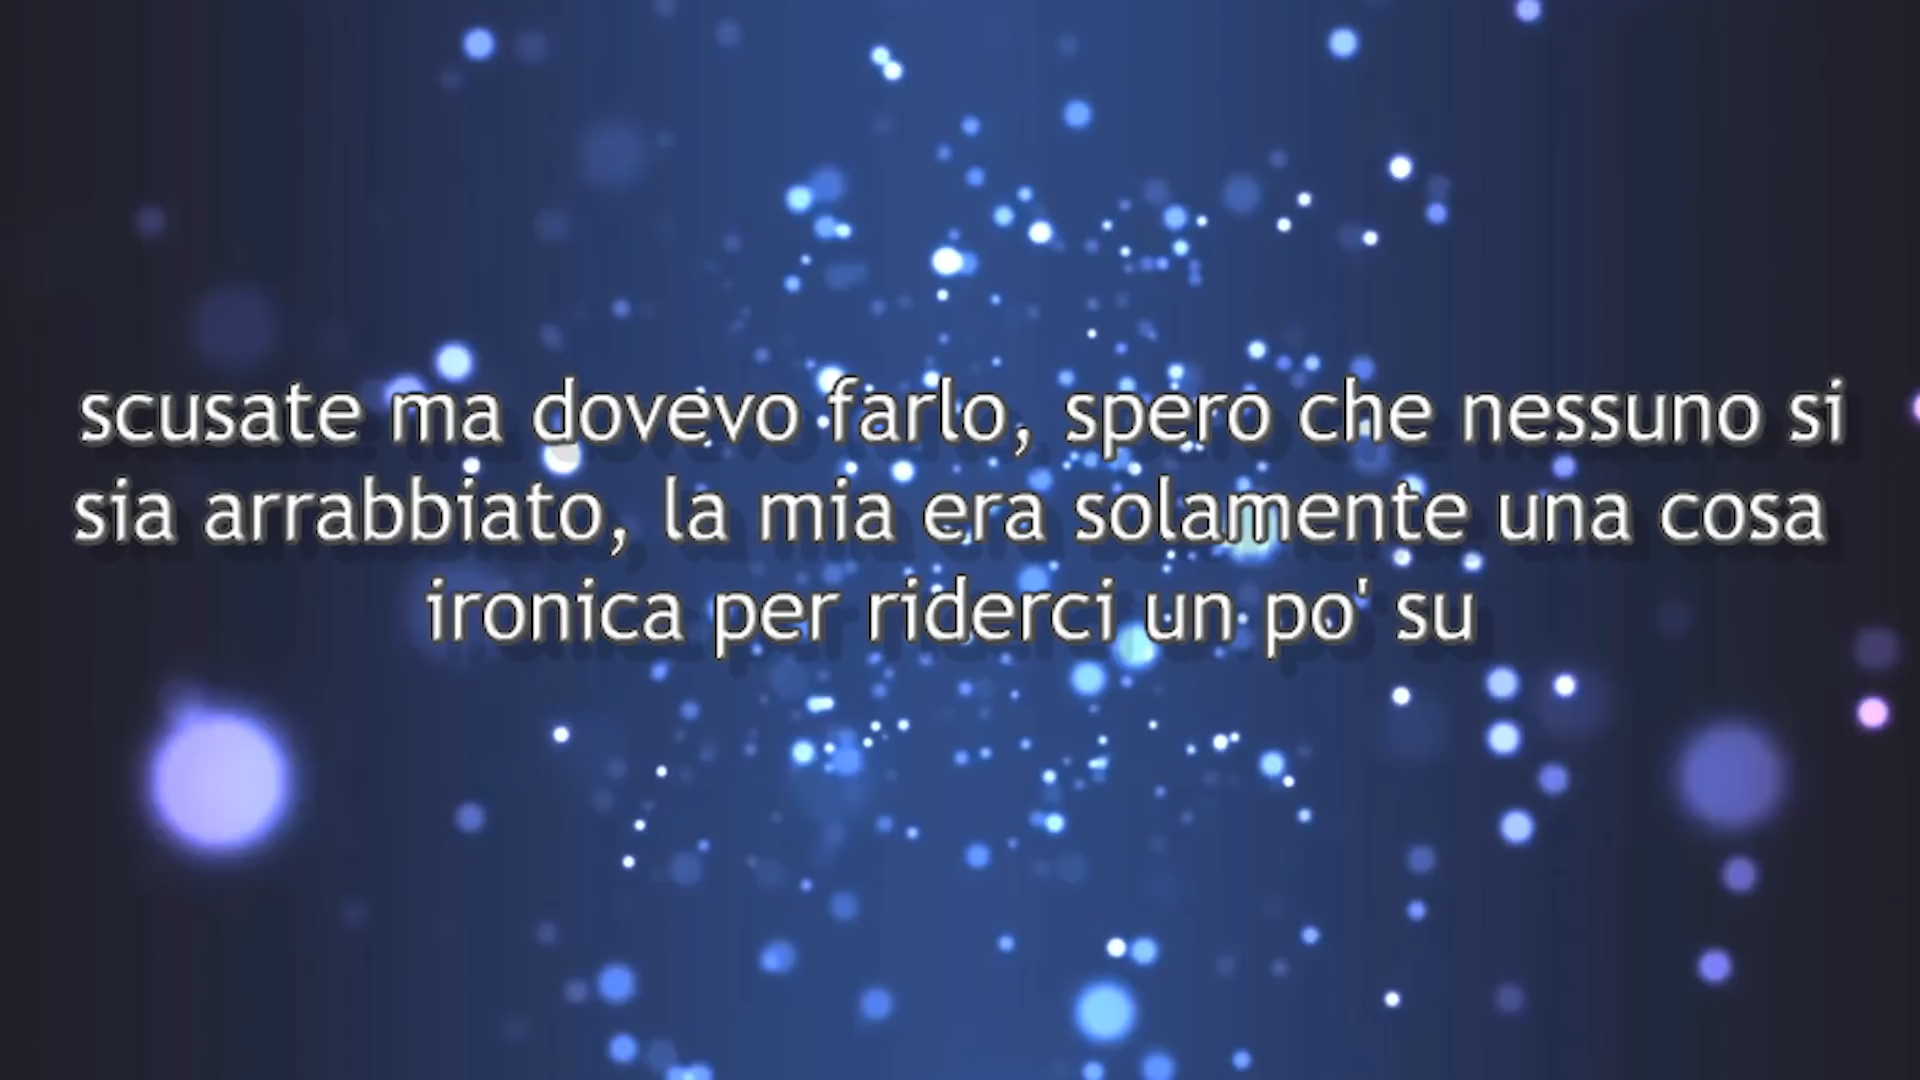 scusate ma dovevo farlo, spero che nessuno si
sia arrabbiato, la mia era solamente una cosa
ironica per riderci un po' su